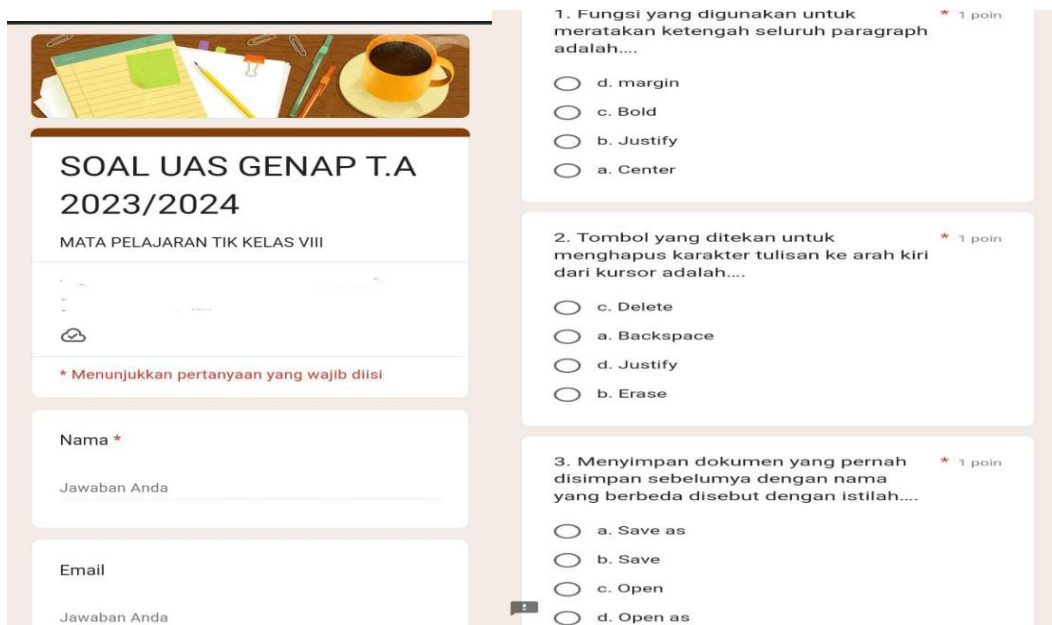 SOAL UAS GENAP T.A
2023/2024
MATA PELAJARAN TIK KELAS VIII
* Menunjukkan pertanyaan yang wajib diisi
Nama *
Jawaban Anda
Email
Jawaban Anda
1. Fungsi yang digunakan untuk * 1 poin
meratakan ketengah seluruh paragraph
adalah....
d. margin
c. Bold
b. Justify
a. Center
2. Tombol yang ditekan untuk * 1 poin
menghapus karakter tulisan ke arah kiri
dari kursor adalah....
c. Delete
a. Backspace
d. Justify
b. Erase
3. Menyimpan dokumen yang pernah * 1 poin
disimpan sebelumya dengan nama
yang berbeda disebut dengan istilah....
a. Save as
b. Save
c. Open
d. Open as